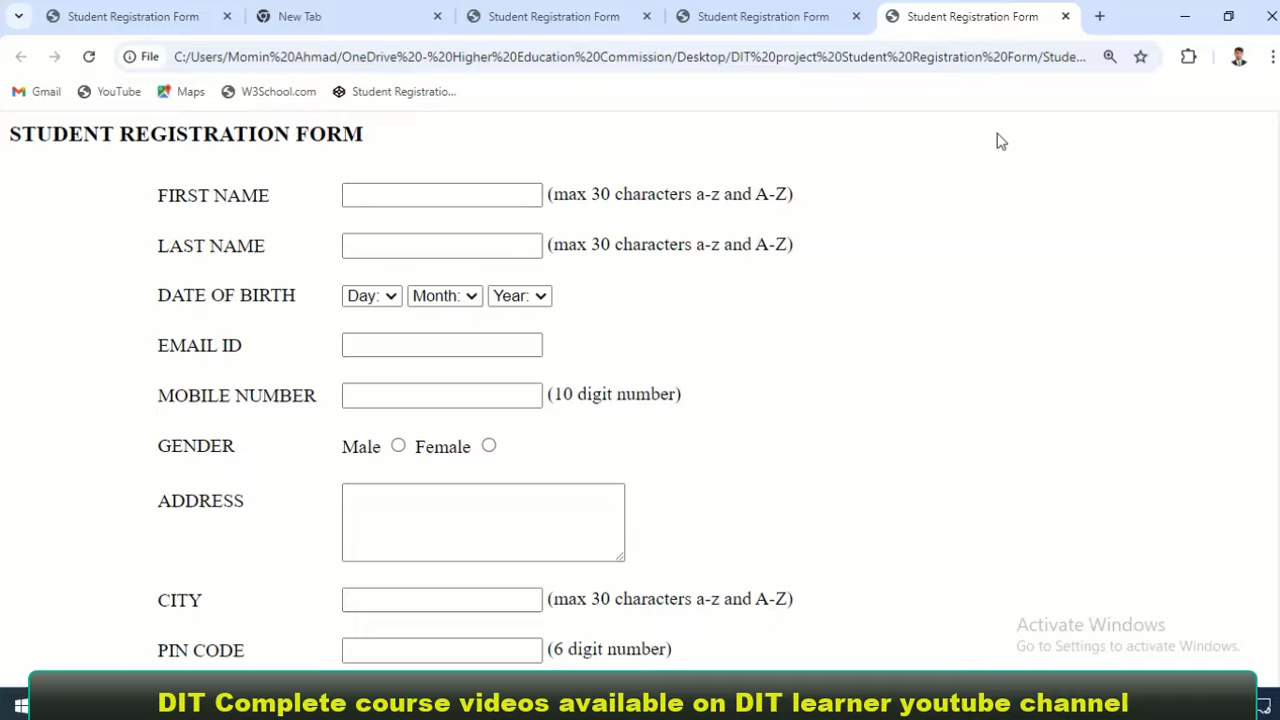 Student Registration Form
New Tab
Student Registration Form
Student Registration Form
Student Registration Form
File C:/Users/Momin%20Ahmad/OneDrive%20-%20Higher%20Education%20Commission/Desktop/DIT%20project%20Student%20Registration%20Form/Stude...
Gmail YouTube Maps W3School.com Student Registratio...
STUDENT REGISTRATION FORM
FIRST NAME (max 30 characters a-z and A-Z)
LAST NAME (max 30 characters a-z and A-Z)
DATE OF BIRTH Day: Month: Year:
EMAIL ID
MOBILE NUMBER (10 digit number)
GENDER Male Female
ADDRESS
CITY (max 30 characters a-z and A-Z)
PIN CODE (6 digit number)
Activate Windows
Go to Settings to activate Windows.
DIT Complete course videos available on DIT learner youtube channel